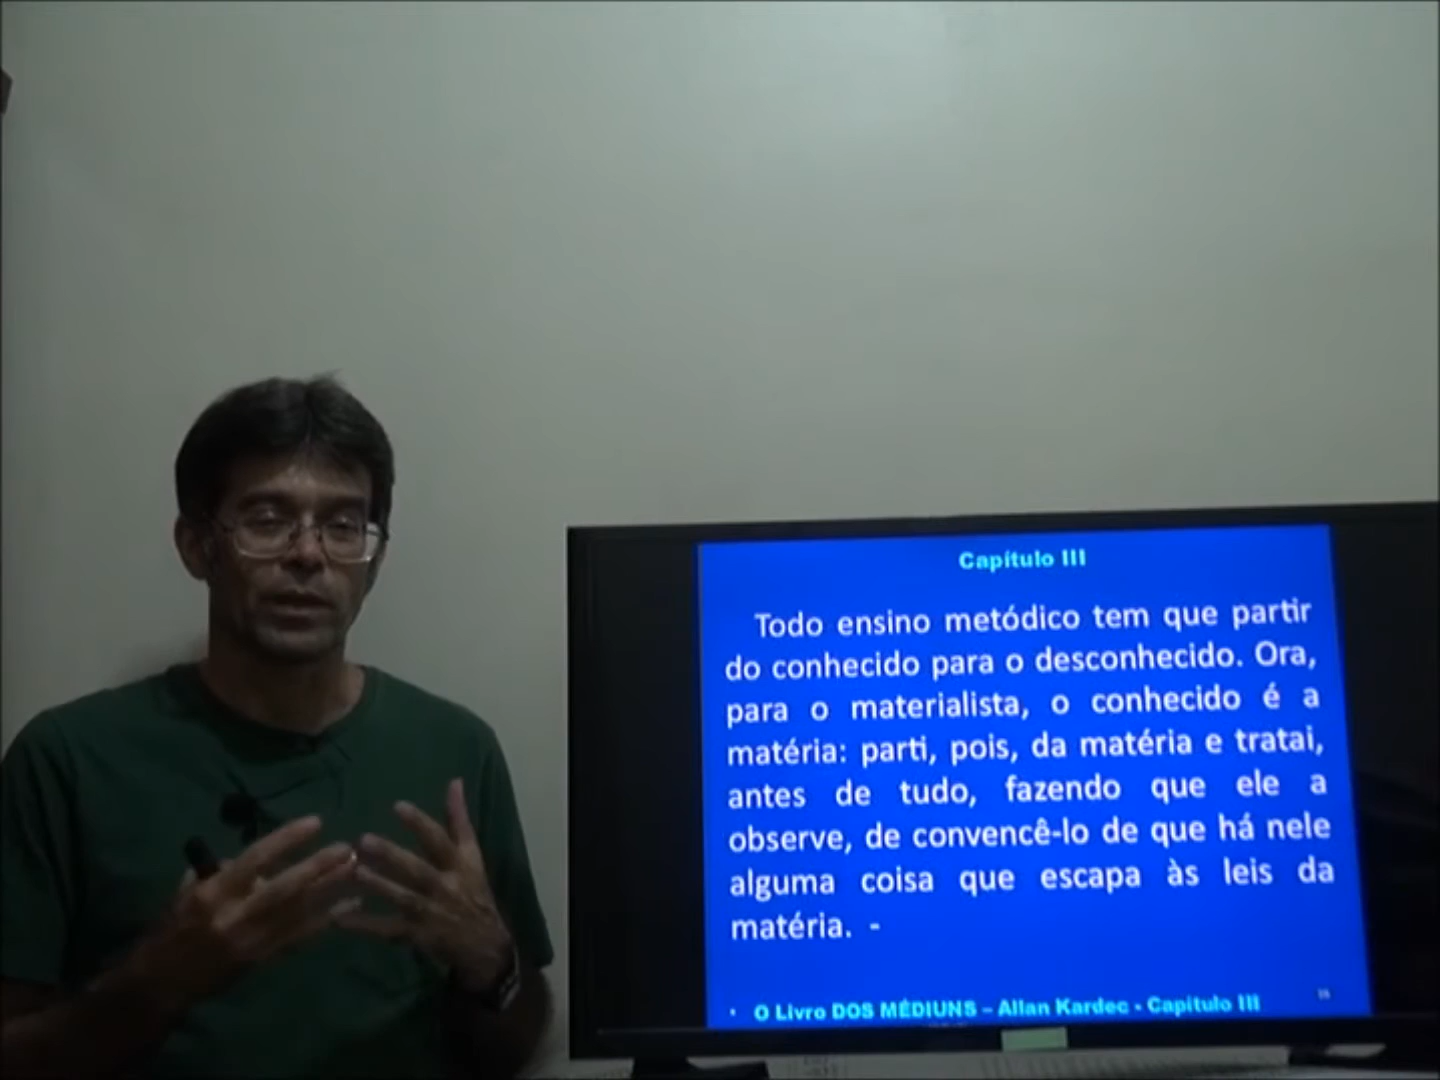 Capítulo III
Todo ensino metódico tem que partir
do conhecido para o desconhecido. Ora,
para o materialista, o conhecido é a
matéria: parti, pois, da matéria e tratai,
antes de tudo, fazendo que ele a
observe, de convencê-lo de que há nele
alguma coisa que escapa às leis da
matéria. -
• O Livro DOS MÉDIUNS – Allan Kardec - Capítulo III